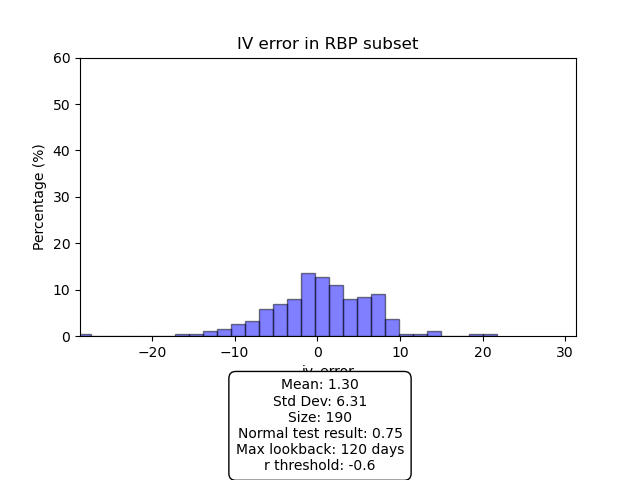 IV error in RBP subset
Percentage (%)
60
50
40
30
20
10
0
−20
−10
0
10
20
30
iv_error
Mean: 1.30
Std Dev: 6.31
Size: 190
Normal test result: 0.75
Max lookback: 120 days
r threshold: -0.6